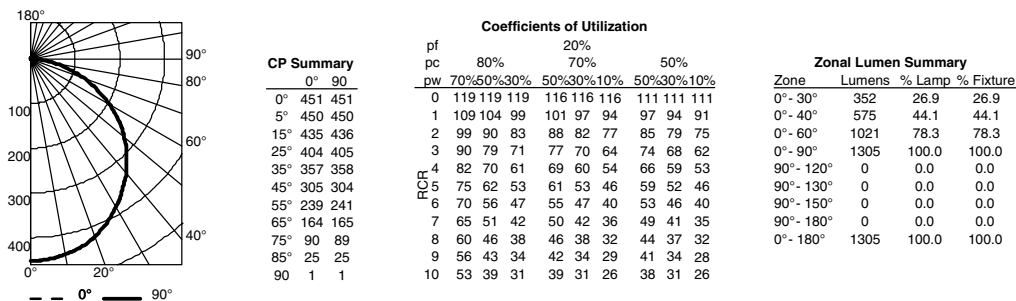 180°
90°
80°
60°
40°
100
200
300
400
0° 20°
0° 90°
CP Summary
0° 90
0° 451 451
5° 450 450
15° 435 436
25° 404 405
35° 357 358
45° 305 304
55° 239 241
65° 164 165
75° 90 89
85° 25 25
90 1 1
Coefficients of Utilization
pf 20%
pc 80% 70% 50%
pw 70%50%30% 50%30%10% 50%30%10%
RCR
0 119 119 119 116 116 116 111 111 111
1 109 104 99 101 97 94 97 94 91
2 99 90 83 88 82 77 85 79 75
3 90 79 71 77 70 64 74 68 62
4 82 70 61 69 60 54 66 59 53
5 75 62 53 61 53 46 59 52 46
6 70 56 47 55 47 40 53 46 40
7 65 51 42 50 42 36 49 41 35
8 60 46 38 46 38 32 44 37 32
9 56 43 34 42 34 29 41 34 28
10 53 39 31 39 31 26 38 31 26
Zonal Lumen Summary
Zone Lumens % Lamp % Fixture
0°- 30° 352 26.9 26.9
0°- 40° 575 44.1 44.1
0°- 60° 1021 78.3 78.3
0°- 90° 1305 100.0 100.0
90°- 120° 0 0.0 0.0
90°- 130° 0 0.0 0.0
90°- 150° 0 0.0 0.0
90°- 180° 0 0.0 0.0
0°- 180° 1305 100.0 100.0